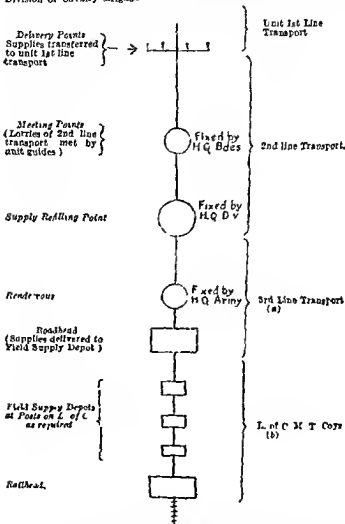 Division or Cavalry Brigade
Delivery Points
Supplies transferred
to unit 1st line
transport
Unit 1st Line
Transport
Meeting Points
(Lorries of 2nd line
transport met by
unit guides)
Fixed by
H Q Bdes
2nd line Transport.
Supply Refilling Point
Fixed by
H.Q Dv
Rendezvous
Fixed by
H Q Army
3rd Line Transport
(a)
Roadhead
(Supplies delivered to
Field Supply Depot)
Field Supply Depots
at Posts on L of C
as required
L of C M T Coys
(b)
Railhead.